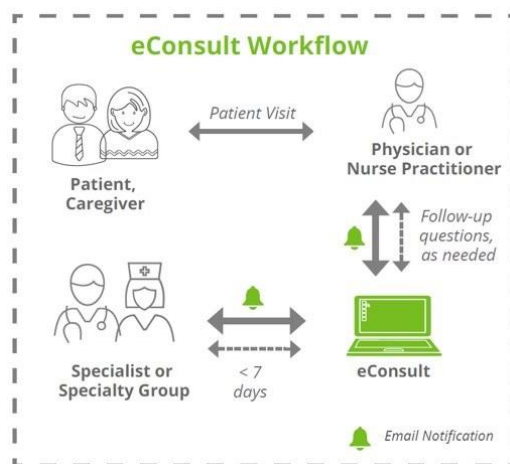 eConsult Workflow
Patient Visit
Patient,
Caregiver
Physician or
Nurse Practitioner
Follow-up
questions,
as needed
Specialist or
Specialty Group
< 7
days
eConsult
Email Notification